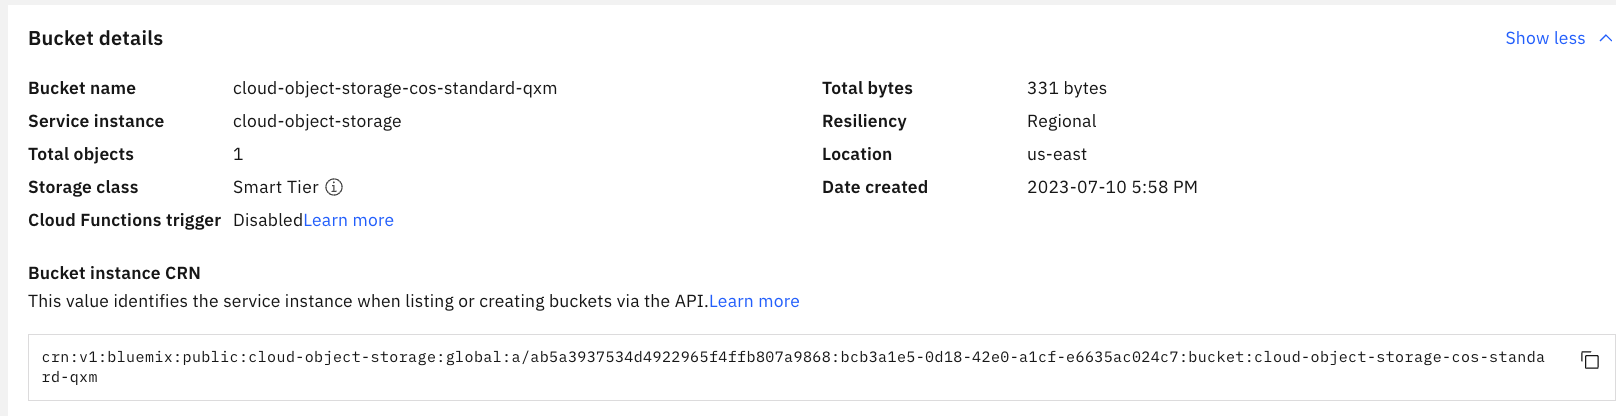 Bucket details
Show less
Bucket name cloud-object-storage-cos-standard-qxm
Total bytes 331 bytes
Service instance cloud-object-storage
Resiliency Regional
Total objects 1
Location us-east
Storage class Smart Tier
Date created 2023-07-10 5:58 PM
Cloud Functions trigger DisabledLearn more
Bucket instance CRN
This value identifies the service instance when listing or creating buckets via the API.Learn more
crn:v1:bluemix:public:cloud-object-storage:global:a/ab5a3937534d4922965f4ffb807a9868:bcb3a1e5-0d18-42e0-a1cf-e6635ac024c7:bucket:cloud-object-storage-cos-standa
rd-qxm